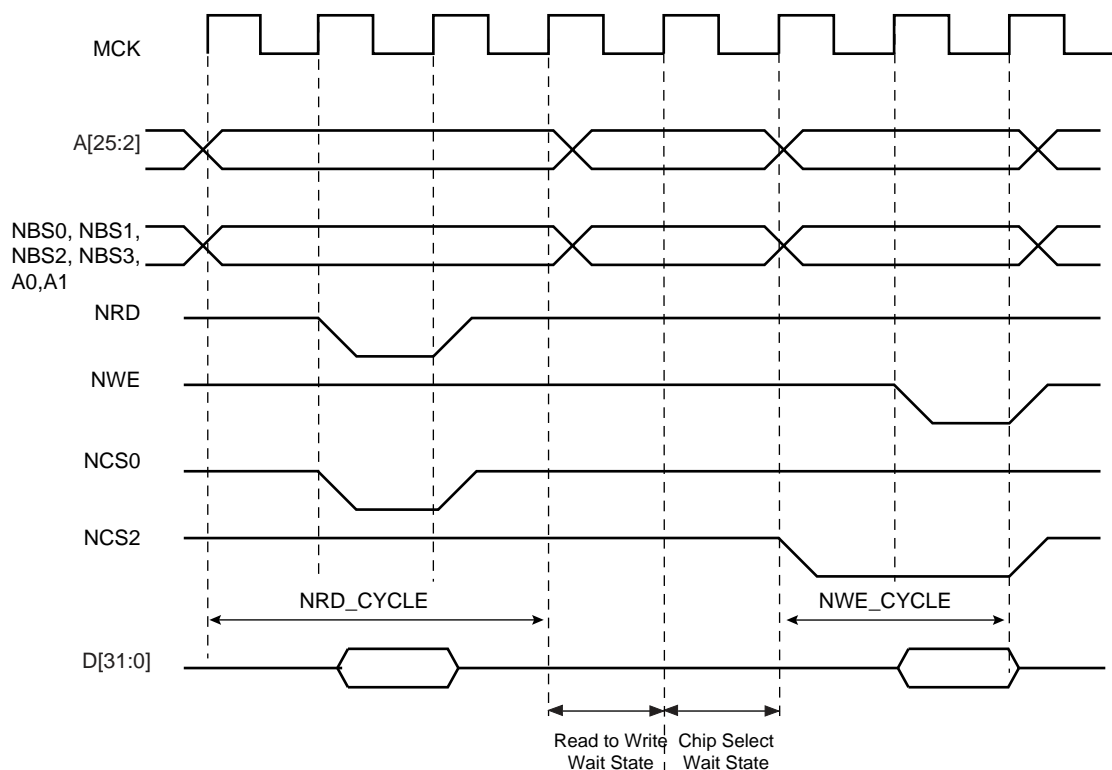 MCK
A[25:2]
NBS0, NBS1,
NBS2, NBS3,
A0,A1
NRD
NWE
NCS0
NCS2
NRD_CYCLE
NWE_CYCLE
D[31:0]
Read to Write
Wait State
Chip Select
Wait State